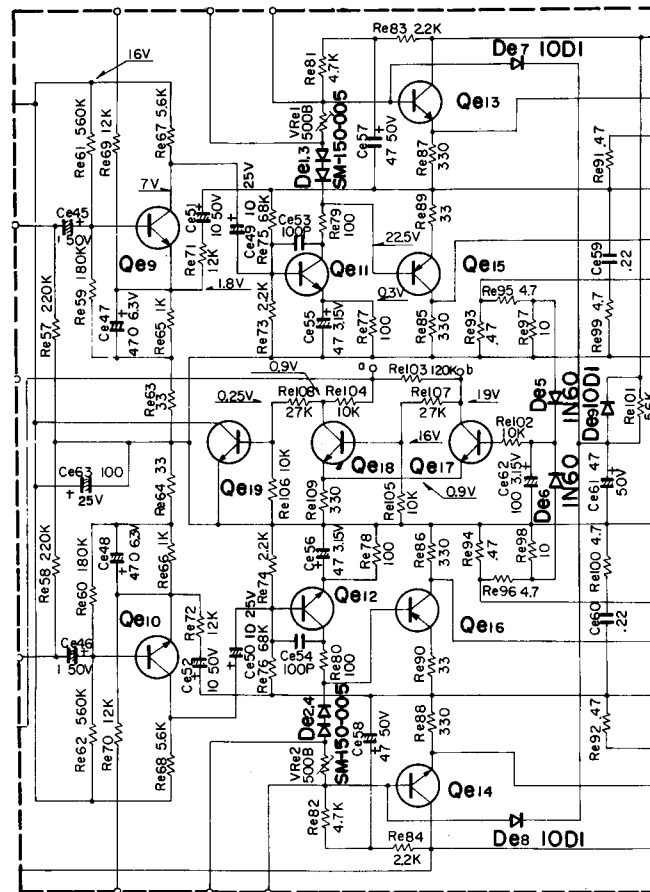 Re83 2.2K
De7 10D1
16V
Re81
4.7K
Qe13
VRe1
500B
De1.3
SM-150-005
Ce57
47 50V
Re87
330
Re61 560K
Re69 12K
Re67 5.6K
25V
7V
Ce51
10 50V
Ce49 10
Re75 68K
Ce53
100P
Re79
100
Re89
33
Re91 .47
Ce45
1 50V
Qe9
Re71
12K
Qe11
22.5V
Qe15
Ce59
.22
Re57 220K
Re59 180K
Ce47
470 6.3V
Re65 1K
1.8V
Re73 2.2K
Ce55
47 3.15V
Re77
100
0.3V
Re85
330
Re95 4.7
Re93
.47
Re97
10
Re99 4.7
Re63
33
0.9V
a
Re103 120K
b
0.25V
Re108
27K
Re104
10K
Re107
27K
19V
De5
1N60
De9 10D1
Re101
5.6K
Qe19
Qe18
16V
Qe17
Re102
10K
Ce63 100
25V
Re64 33
Re106 10K
Re109
330
Re105
10K
0.9V
Ce62
100 3.15V
De6
1N60
Ce61 47
50V
Re58 220K
Re60 180K
Ce48
470 6.3V
Re66 1K
Re74 2.2K
Ce56
47 3.15V
Re78
100
Re86
330
Re94
.47
Re98
10
Re96 4.7
Re100 4.7
Ce46
1 50V
Qe10
Re72
12K
Ce52
10 50V
Ce50 10 25V
Re76 68K
Qe12
Ce54
100P
Re80
100
Qe16
Re90
33
Ce60
.22
Re62 560K
Re70 12K
Re68 5.6K
De2.4
SM-150-005
VRe2
500B
Ce58
47 50V
Re88
330
Re92 .47
Re82
4.7K
Qe14
Re84
2.2K
De8 10D1